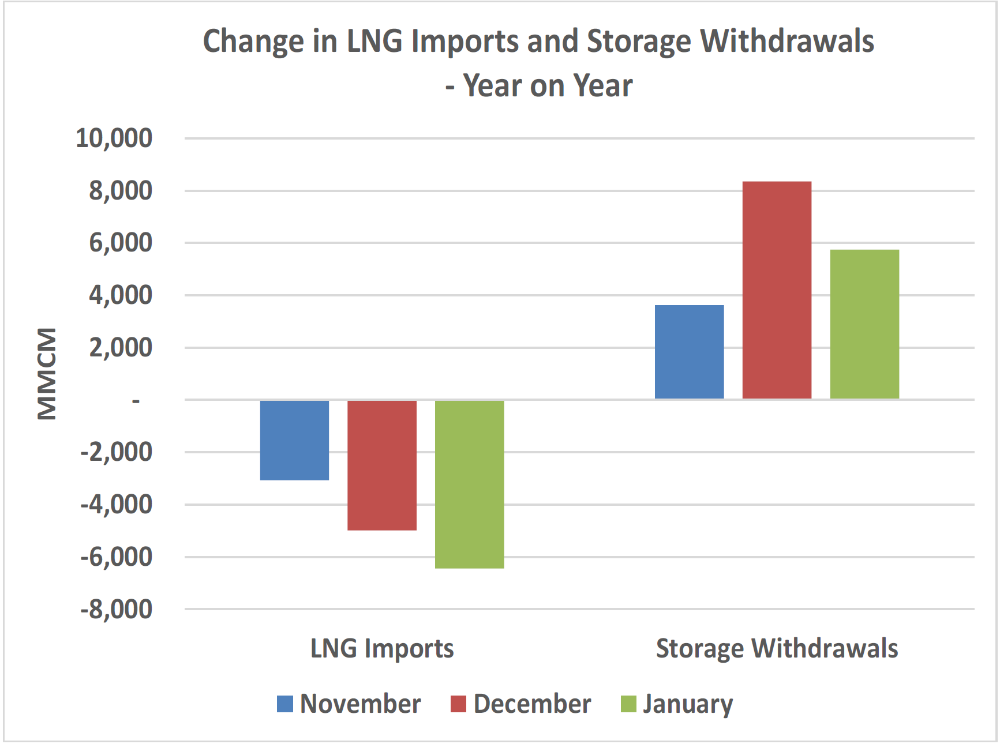 Change in LNG Imports and Storage Withdrawals
- Year on Year
10,000
8,000
6,000
4,000
2,000
-
-2,000
-4,000
-6,000
-8,000
MMCM
LNG Imports Storage Withdrawals
November December January